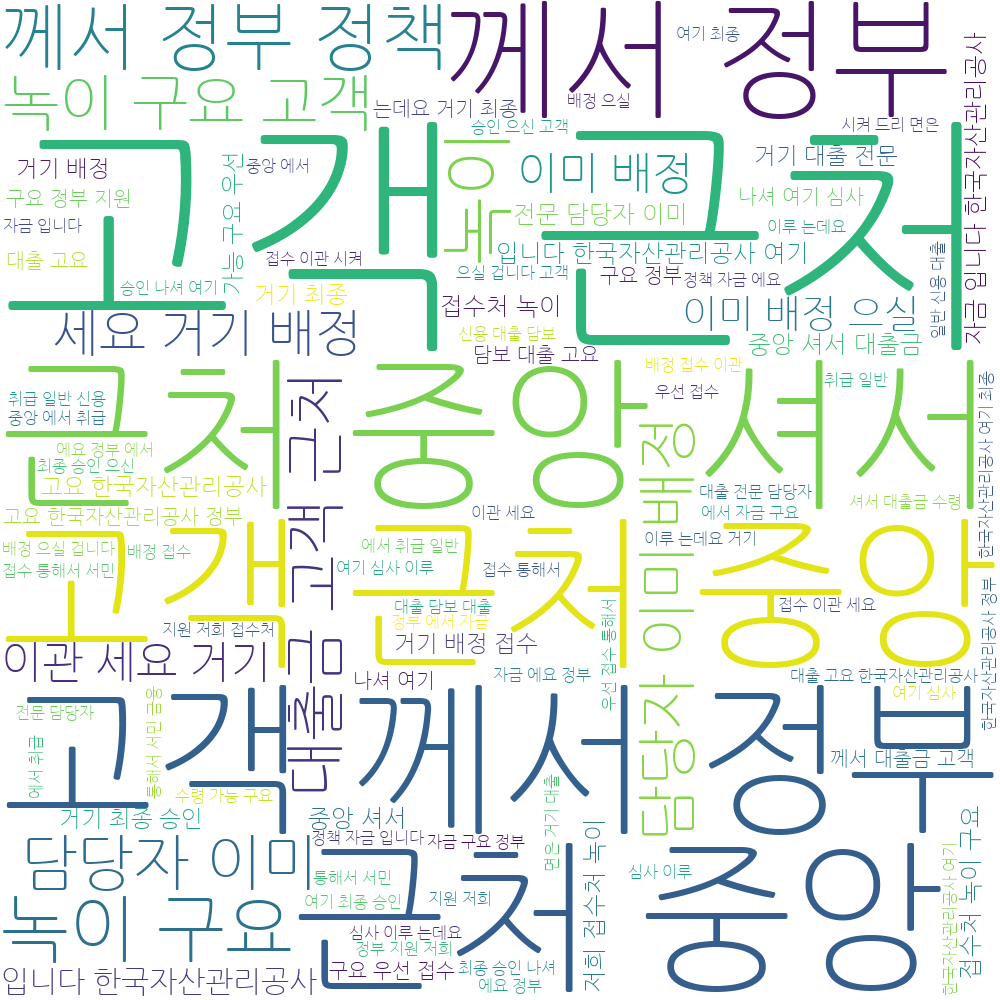 께서 정부 정책
께서 정부
여기 최종
녹이 구요 고객
는데요 거기 최종
배정 으실
승인 으신 고객
시켜 드리 면은
자금 입니다 한국자산관리공사
고객 근처
거기 배정
중앙 에서
가능 구요 우선
녹이
이미 배정
거기 대출 전문
구요 정부 지원
나셔 여기 심사
전문 담당자 이미
자금 입니다
이루 는데요
대출 고요
접수 이관 시켜
입니다 한국자산관리공사 여기
일반 신용 대출
으실 겁니다 고객
구요 정부
정책 자금 에요
승인 나셔 여기
거기 최종
접수처 녹이
이미 배정 으실
세요 거기 배정
신용 대출 담보
중앙 셔서 대출금
담보 대출 고요
배정 접수 이관
근처 중앙 셔서
취급 일반 신용
중앙 에서 취급
우선 접수
취급 일반
한국자산관리공사 여기 최종
대출금 고객 근처
담당자 이미 배정
에요 정부 에서
최종 승인 으신
고요 한국자산관리공사
대출 전문 담당자
셔서 대출금 수령
고요 한국자산관리공사 정부
이관 세요
에서 자금 구요
고객 근처 중앙
배정 으실 겁니다
배정 접수
에서 취급 일반
이루 는데요 거기
접수 통해서 서민
여기 심사 이루
접수 통해서
한국자산관리공사 정부
대출 담보 대출
접수 이관 세요
지원 저희 접수처
정부 에서 자금
우선 접수 통해서
거기 배정 접수
이관 세요 거기
나셔 여기
자금 에요 정부
대출 고요 한국자산관리공사
여기 심사
고객 께서 정부
전문 담당자
통해서 서민 금융
에서 취급
께서 대출금 고객
수령 가능 구요
면은 거기 대출
거기 최종 승인
중앙 셔서
정책 자금 입니다
자금 구요 정부
담당자 이미
근처 중앙
저희 접수처 녹이
접수처 녹이 구요
한국자산관리공사 여기
통해서 서민
심사 이루
여기 최종 승인
지원 저희
녹이 구요
심사 이루 는데요
정부 지원 저희
입니다 한국자산관리공사
구요 우선 접수
최종 승인 나셔
에요 정부